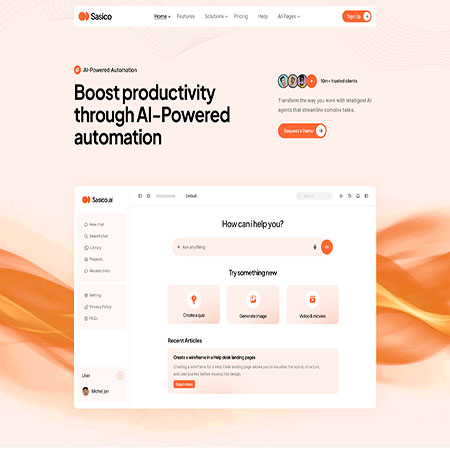 Sasico
Home Features Solutions Pricing Help All Pages
Sign Up
AI-Powered Automation
Boost productivity
through AI-Powered
automation
10m+ trusted clients
Transform the way you work with intelligent AI
agents that streamline complex tasks.
Request a Demo
Sasico.ai
Dashboards Default
Search
New chat
Search chat
Library
Projects
Recent chats
Setting
Privacy Policy
FAQs
User
Michel jon
How can i help you?
Ask anything
Try something new
Create a quiz
Generate image
Video & movies
Recent Articles
Create a wireframe in a Help desk landing pages
Creating a wireframe for a Help Desk landing page allows you to visualize the layout, structure,
and user journey before moving into design.
Read more